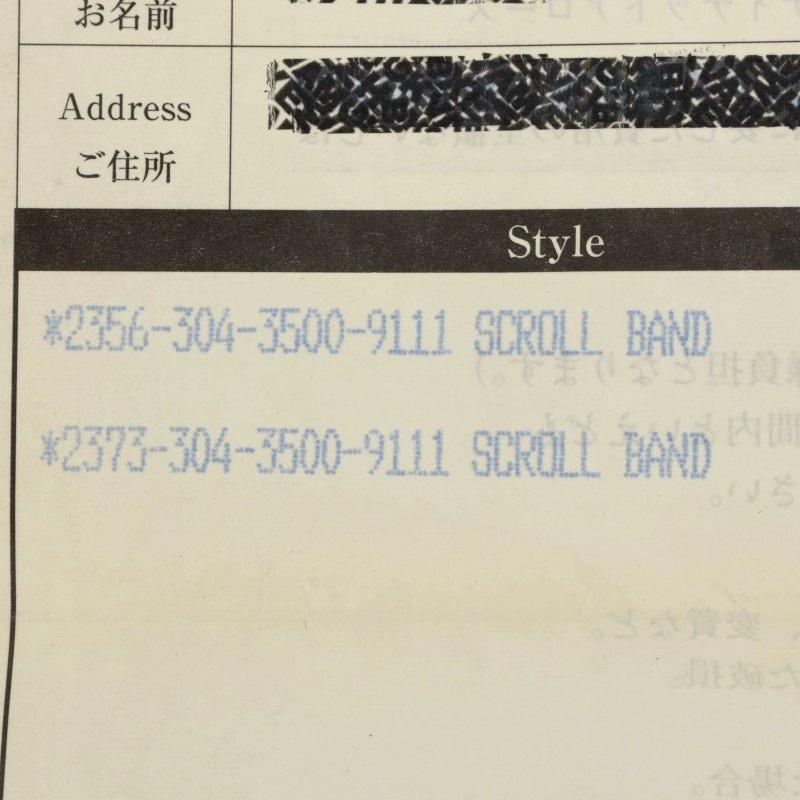 お名前
Address
ご住所
Style
*2356-304-3500-9111 SCROLL BAND
*2373-304-3500-9111 SCROLL BAND